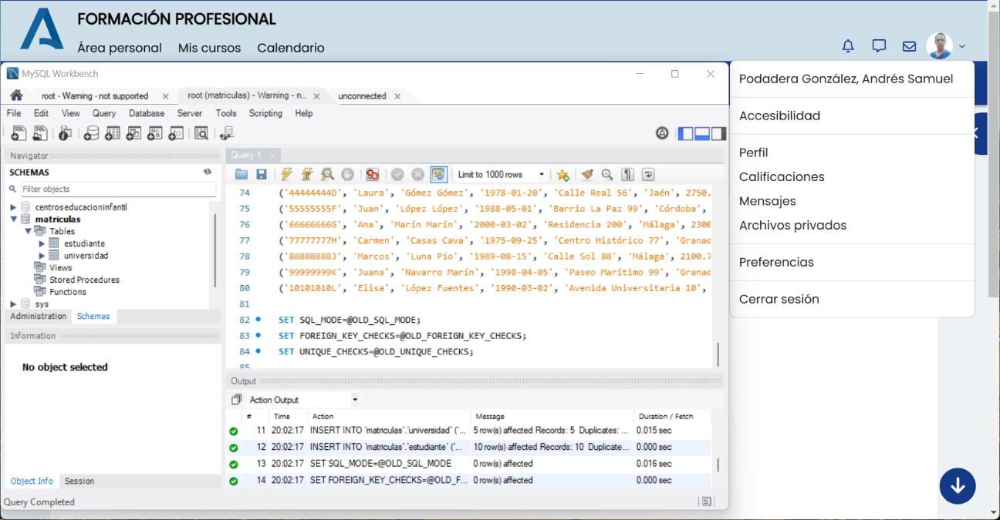 FORMACIÓN PROFESIONAL
Área personal Mis cursos Calendario
Podadera González, Andrés Samuel
Accesibilidad
Perfil
Calificaciones
Mensajes
Archivos privados
Preferencias
Cerrar sesión
MySQL Workbench
root - Warning - not supported
root (matriculas) - Warning - n...
unconnected
File Edit View Query Database Server Tools Scripting Help
Navigator
SCHEMAS
Filter objects
centroseducacioninfantil
matriculas
Tables
estudiante
universidad
Views
Stored Procedures
Functions
sys
Administration Schemas
Information
No object selected
Object Info Session
Query Completed
Query 1
Limit to 1000 rows
74 ('44444444D', 'Laura', 'Gómez Gómez', '1978-01-20', 'Calle Real 56', 'Jaén', 2750.
75 ('55555555F', 'Juan', 'López López', '1988-05-01', 'Barrio La Paz 99', 'Córdoba',
76 ('66666666G', 'Ana', 'Marín Marín', '2000-03-02', 'Residencia 200', 'Málaga', 2300
77 ('77777777H', 'Carmen', 'Casas Cava', '1975-09-25', 'Centro Histórico 77', 'Granad
78 ('88888888J', 'Marcos', 'Luna Pío', '1989-08-15', 'Calle Sol 88', 'Málaga', 2100.7
79 ('99999999K', 'Juana', 'Navarro Marín', '1998-04-05', 'Paseo Marítimo 99', 'Granad
80 ('10101010L', 'Elisa', 'López Fuentes', '1990-03-02', 'Avenida Universitaria 10',
81
82 SET SQL_MODE=@OLD_SQL_MODE;
83 SET FOREIGN_KEY_CHECKS=@OLD_FOREIGN_KEY_CHECKS;
84 SET UNIQUE_CHECKS=@OLD_UNIQUE_CHECKS;
85
Output
Action Output
# Time Action Message Duration / Fetch
11 20:02:17 INSERT INTO `matriculas`.`universidad` (`... 5 row(s) affected Records: 5 Duplicates: ... 0.015 sec
12 20:02:17 INSERT INTO `matriculas`.`estudiante` (`... 10 row(s) affected Records: 10 Duplicate... 0.000 sec
13 20:02:17 SET SQL_MODE=@OLD_SQL_MODE 0 row(s) affected 0.016 sec
14 20:02:17 SET FOREIGN_KEY_CHECKS=@OLD_F... 0 row(s) affected 0.000 sec